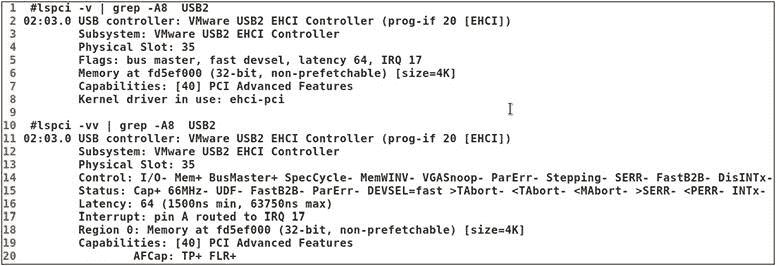 1 #lspci -v | grep -A8  USB2
2 02:03.0 USB controller: VMware USB2 EHCI Controller (prog-if 20 [EHCI])
3         Subsystem: VMware USB2 EHCI Controller
4         Physical Slot: 35
5         Flags: bus master, fast devsel, latency 64, IRQ 17
6         Memory at fd5ef000 (32-bit, non-prefetchable) [size=4K]
7         Capabilities: [40] PCI Advanced Features
8         Kernel driver in use: ehci-pci
9
10 #lspci -vv | grep -A8  USB2
11 02:03.0 USB controller: VMware USB2 EHCI Controller (prog-if 20 [EHCI])
12         Subsystem: VMware USB2 EHCI Controller
13         Physical Slot: 35
14         Control: I/O- Mem+ BusMaster+ SpecCycle- MemWINV- VGASnoop- ParErr- Stepping- SERR- FastB2B- DisINTx-
15         Status: Cap+ 66MHz- UDF- FastB2B- ParErr- DEVSEL=fast >TAbort- <TAbort- <MAbort- >SERR- <PERR- INTx-
16         Latency: 64 (1500ns min, 63750ns max)
17         Interrupt: pin A routed to IRQ 17
18         Region 0: Memory at fd5ef000 (32-bit, non-prefetchable) [size=4K]
19         Capabilities: [40] PCI Advanced Features
20                 AFCap: TP+ FLR+